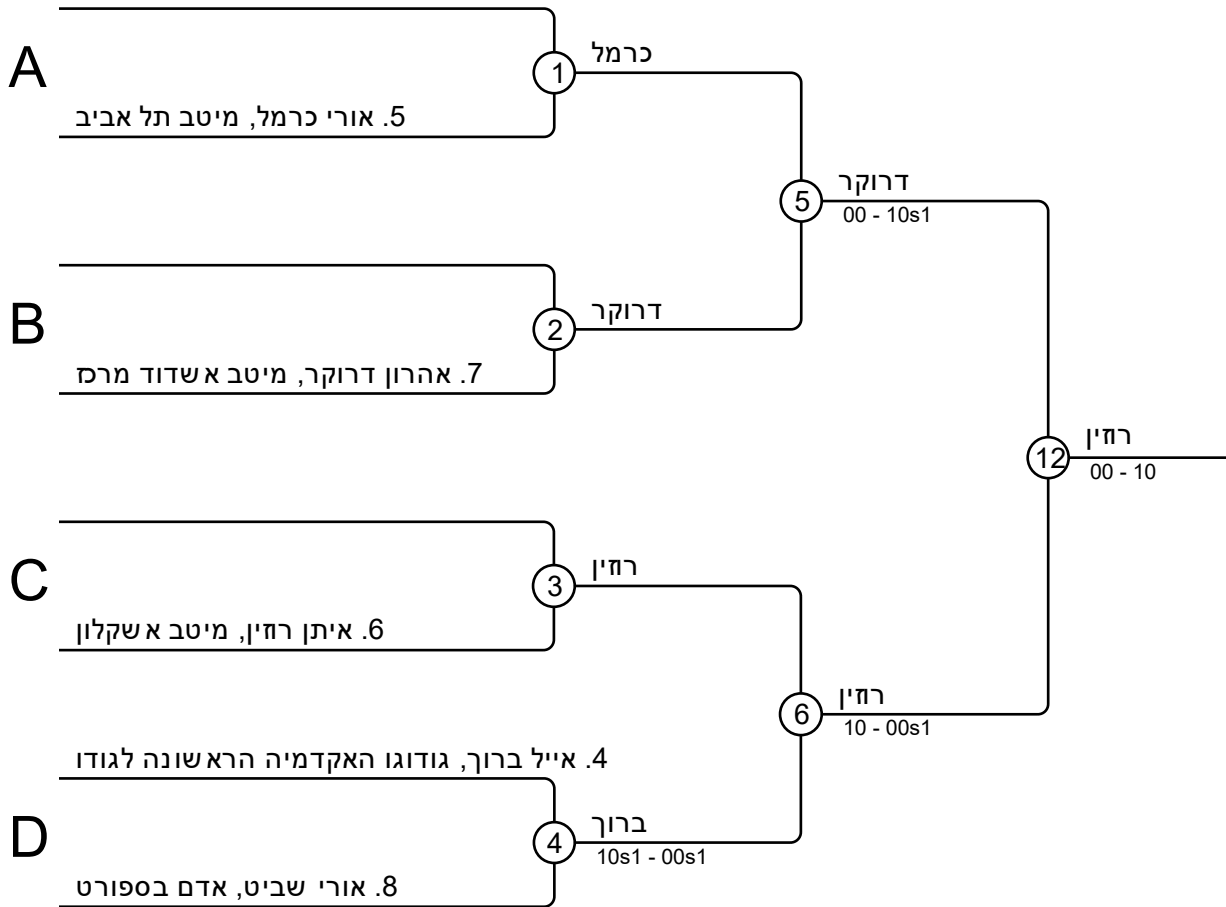 A
1
כרמל
5. אורי כרמל, מיטב תל אביב
5
דרוקר
00 - 10s1
B
2
דרוקר
7. אהרון דרוקר, מיטב אשדוד מרכז
12
רוזין
00 - 10
C
3
רוזין
6. איתן רוזין, מיטב אשקלון
6
רוזין
10 - 00s1
4. אייל ברוך, גודוגו האקדמיה הראשונה לגודו
D
4
ברוך
10s1 - 00s1
8. אורי שביט, אדם בספורט